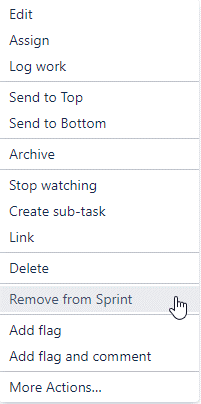 Edit
Assign
Log work
Send to Top
Send to Bottom
Archive
Stop watching
Create sub-task
Link
Delete
Remove from Sprint
Add flag
Add flag and comment
More Actions...